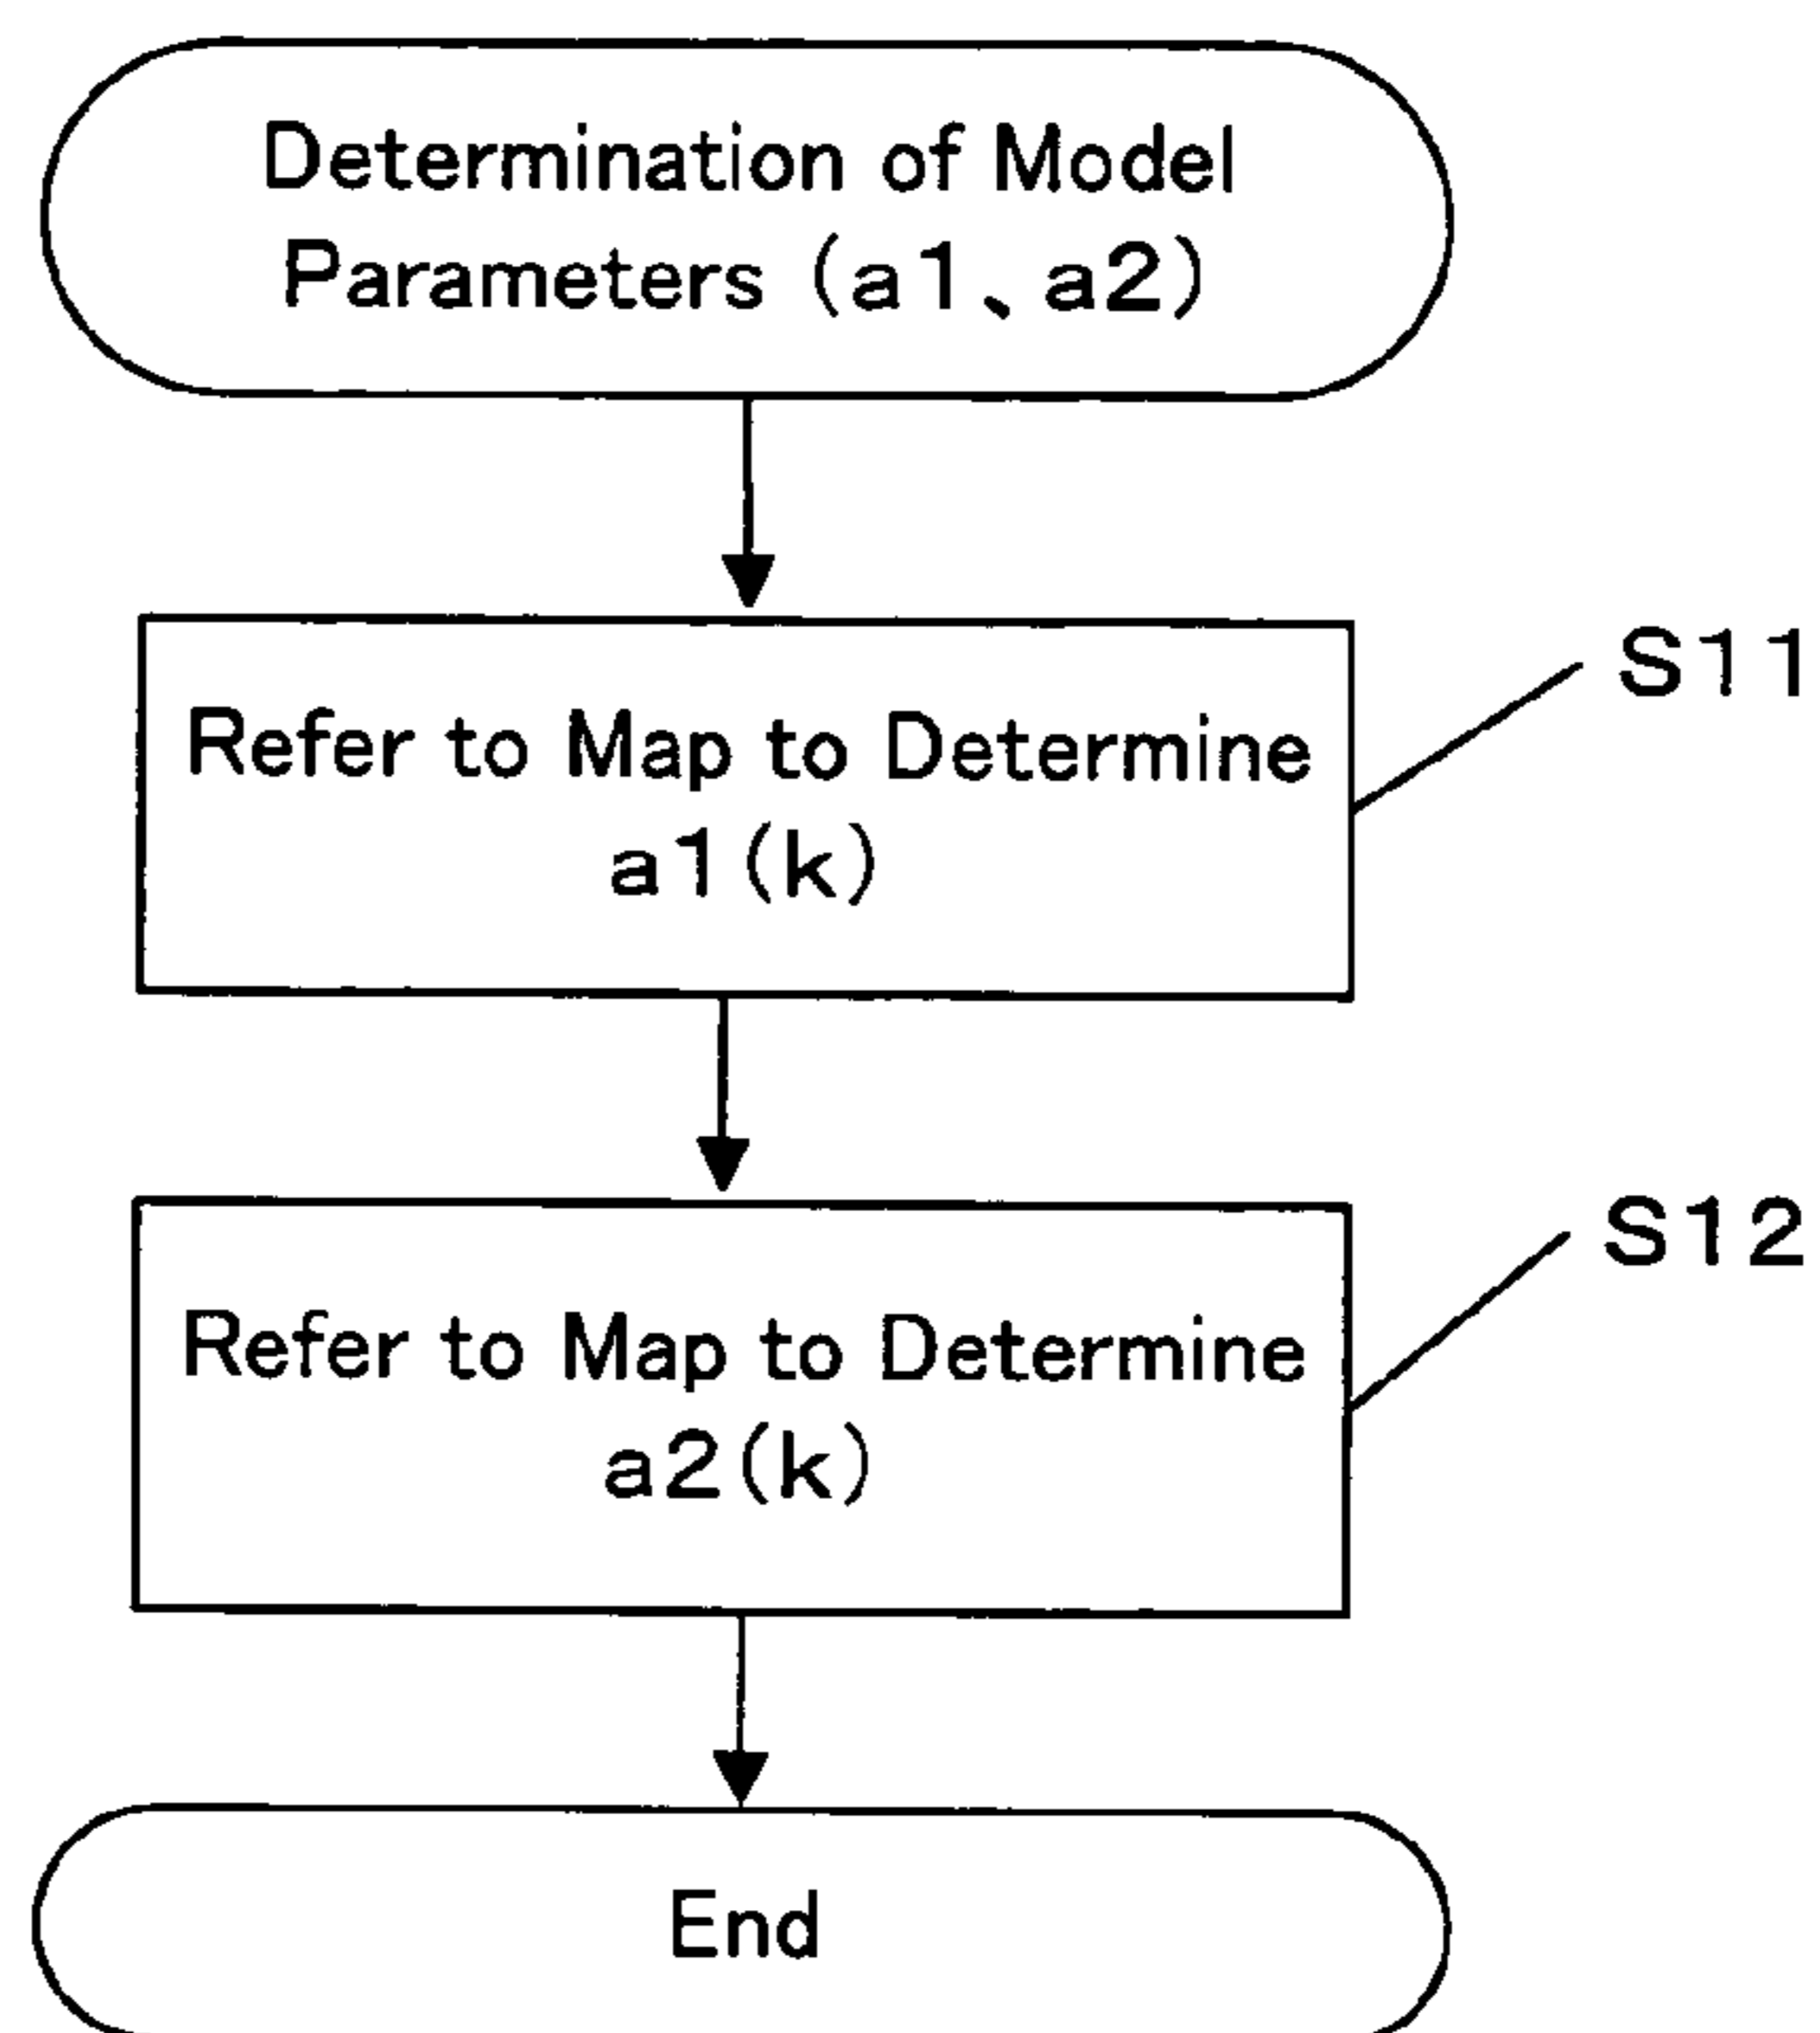 Determination of Model
Parameters (a1、a2)
S11
Refer to Map to Determine
a1(k)
S12
Refer to Map to Determine
a2(k)
End